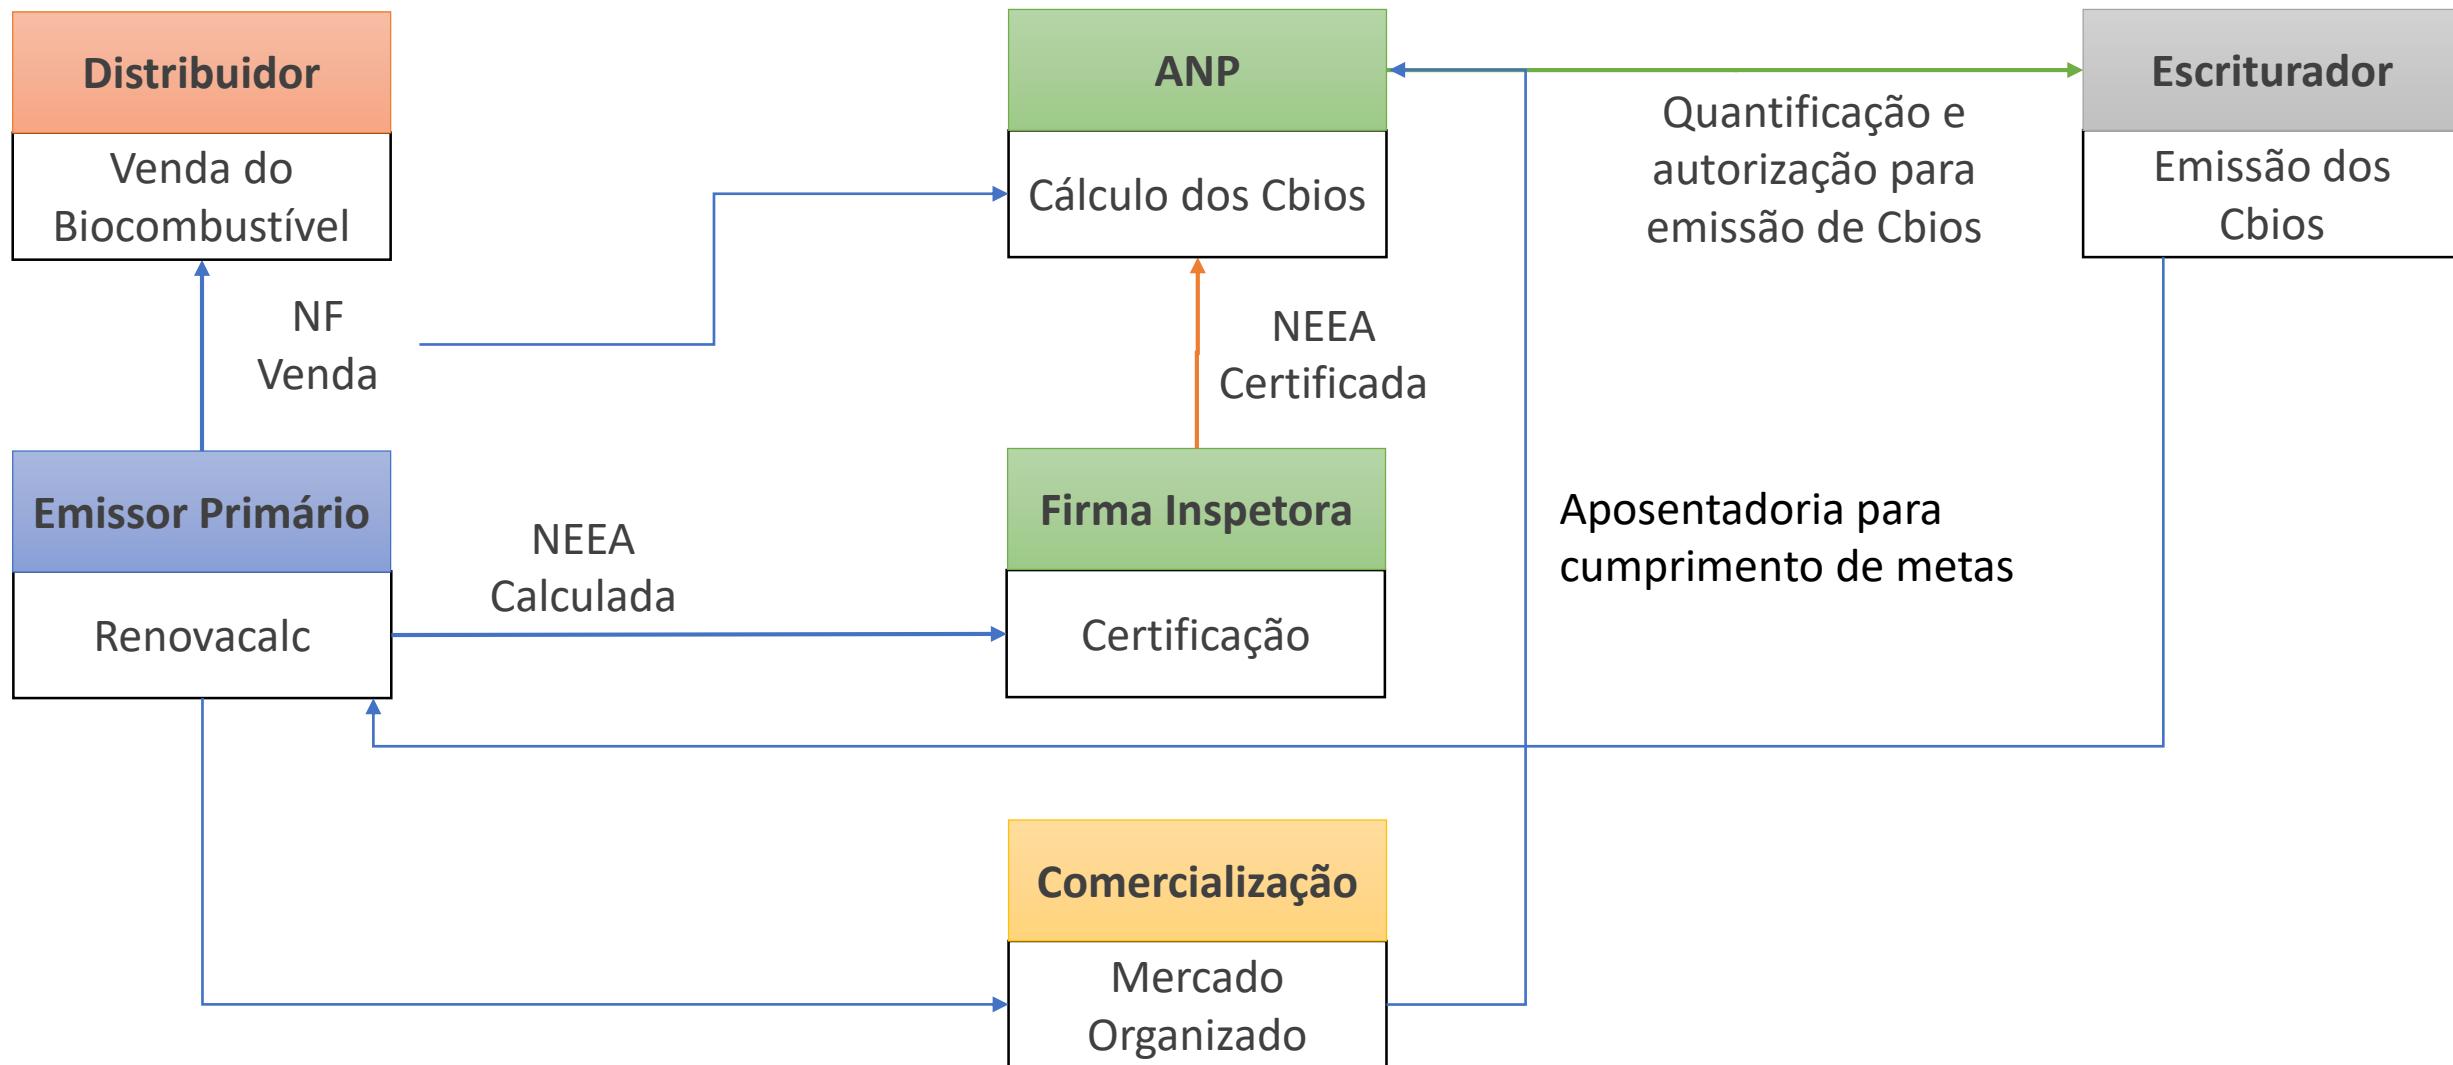 Distribuidor
Venda do
Biocombustível
ANP
Cálculo dos Cbios
Quantificação e
autorização para
emissão de Cbios
Escriturador
Emissão dos
Cbios
NF
Venda
NEEA
Certificada
Emissor Primário
Renovacalc
NEEA
Calculada
Firma Inspetora
Certificação
Aposentadoria para
cumprimento de metas
Comercialização
Mercado
Organizado